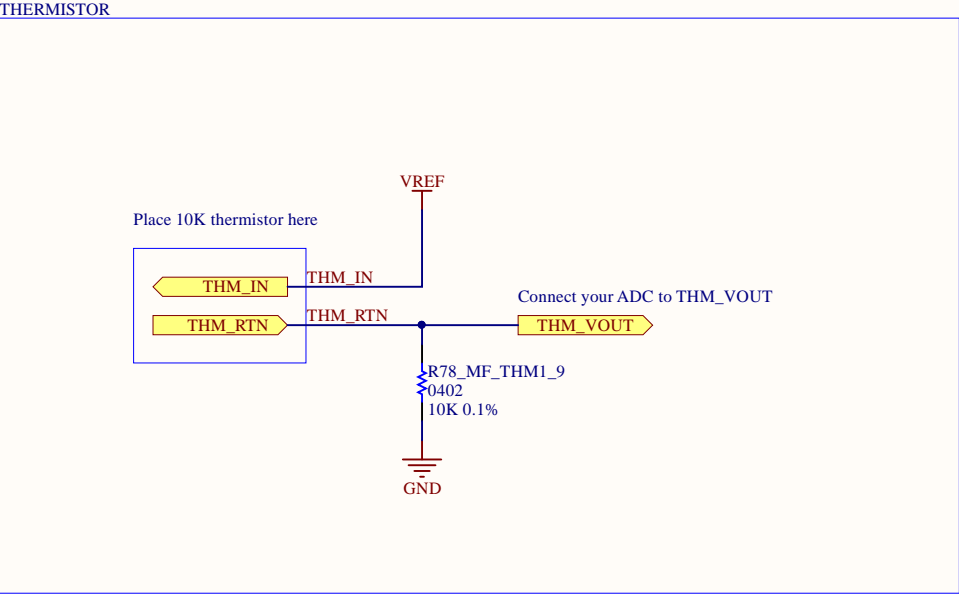 THERMISTOR
VREF
Place 10K thermistor here
THM_IN
THM_IN
Connect your ADC to THM_VOUT
THM_RTN
THM_RTN
THM_VOUT
R78_MF_THM1_9
0402
10K 0.1%
GND